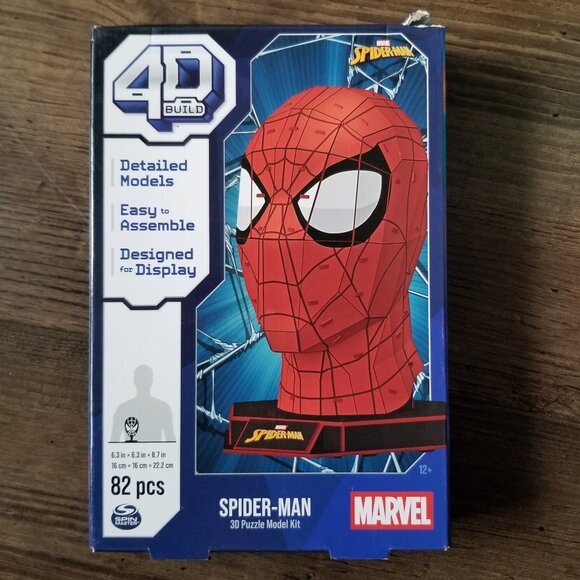 4D
BUILD
MARVEL
SPIDER-MAN
Detailed
Models
Easy to
Assemble
Designed
for Display
MARVEL
SPIDER-MAN
6.3 in × 6.3 in × 8.7 in
16 cm × 16 cm × 22.2 cm
82 pcs
12+
SPIN
MASTER™
SPIDER-MAN
3D Puzzle Model Kit
MARVEL